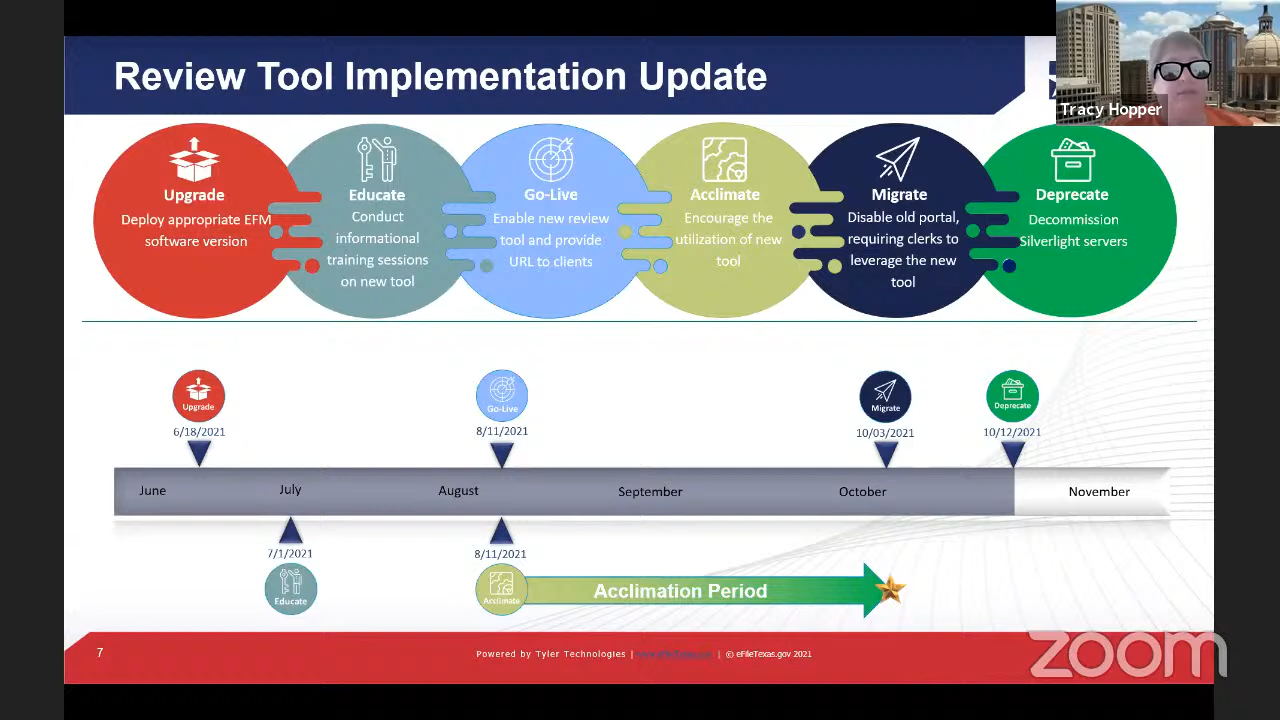 Review Tool Implementation Update
Tracy Hopper
Upgrade
Deploy appropriate EFM
software version
Educate
Conduct
informational
training sessions
on new tool
Go-Live
Enable new review
tool and provide
URL to clients
Acclimate
Encourage the
utilization of new
tool
Migrate
Disable old portal,
requiring clerks to
leverage the new
tool
Deprecate
Decommission
Silverlight servers
Upgrade
6/18/2021
Go-Live
8/11/2021
Migrate
10/03/2021
Deprecate
10/12/2021
June
July
August
September
October
November
7/1/2021
Educate
8/11/2021
Acclimate
Acclimation Period
7
Powered by Tyler Technologies | | © eFileTexas.gov 2021
zoom